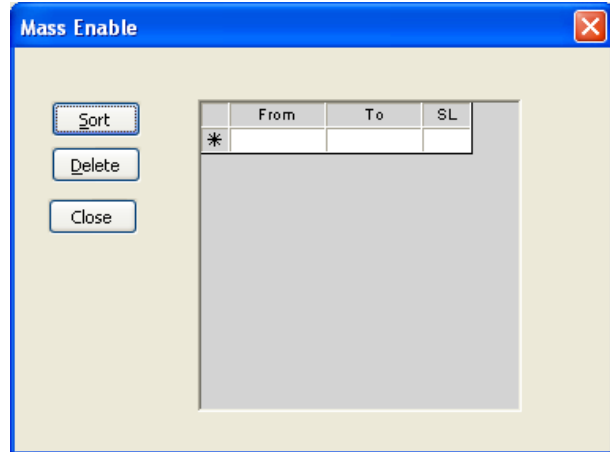 Mass Enable
Sort
Delete
Close
From To SL
*